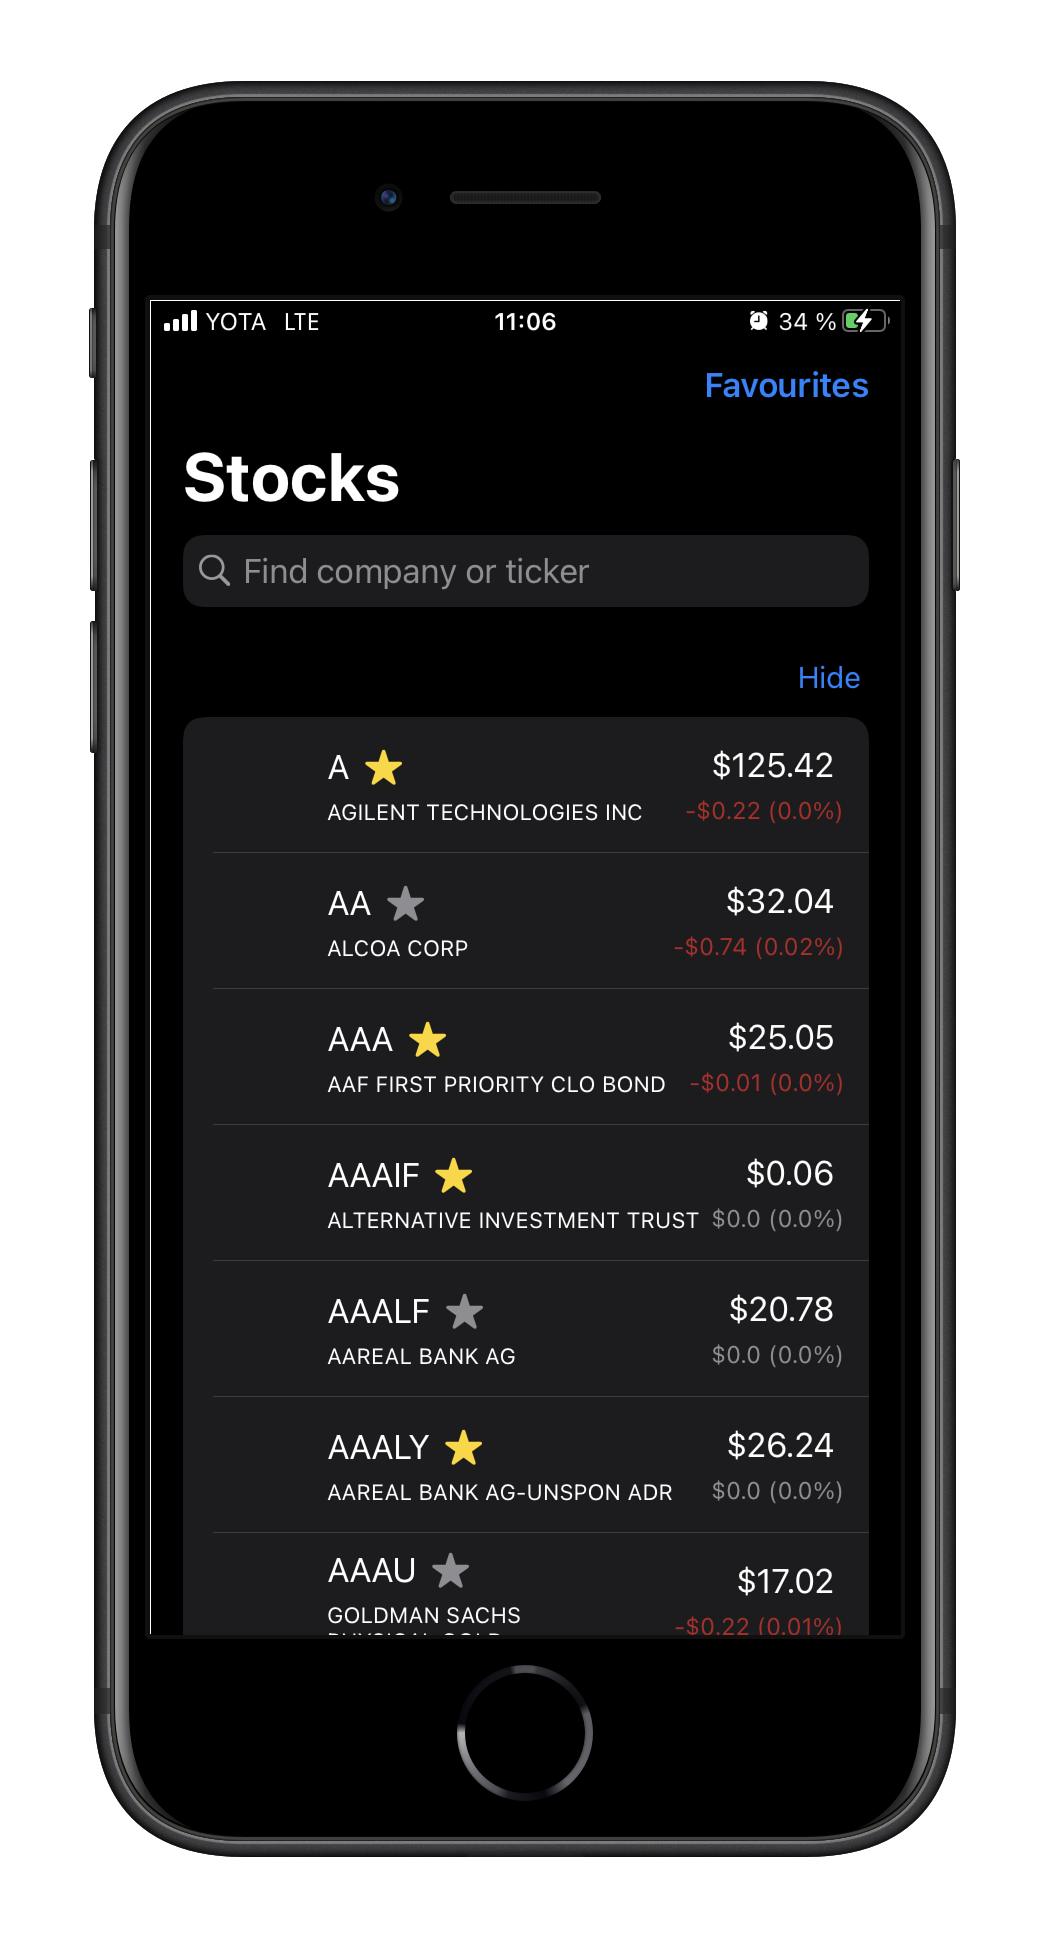 YOTA LTE 11:06 34 %
Favourites
Stocks
Find company or ticker
Hide
A $125.42
AGILENT TECHNOLOGIES INC -$0.22 (0.0%)
AA $32.04
ALCOA CORP -$0.74 (0.02%)
AAA $25.05
AAF FIRST PRIORITY CLO BOND -$0.01 (0.0%)
AAAIF $0.06
ALTERNATIVE INVESTMENT TRUST $0.0 (0.0%)
AAALF $20.78
AAREAL BANK AG $0.0 (0.0%)
AAALY $26.24
AAREAL BANK AG-UNSPON ADR $0.0 (0.0%)
AAAU $17.02
GOLDMAN SACHS -$0.22 (0.01%)